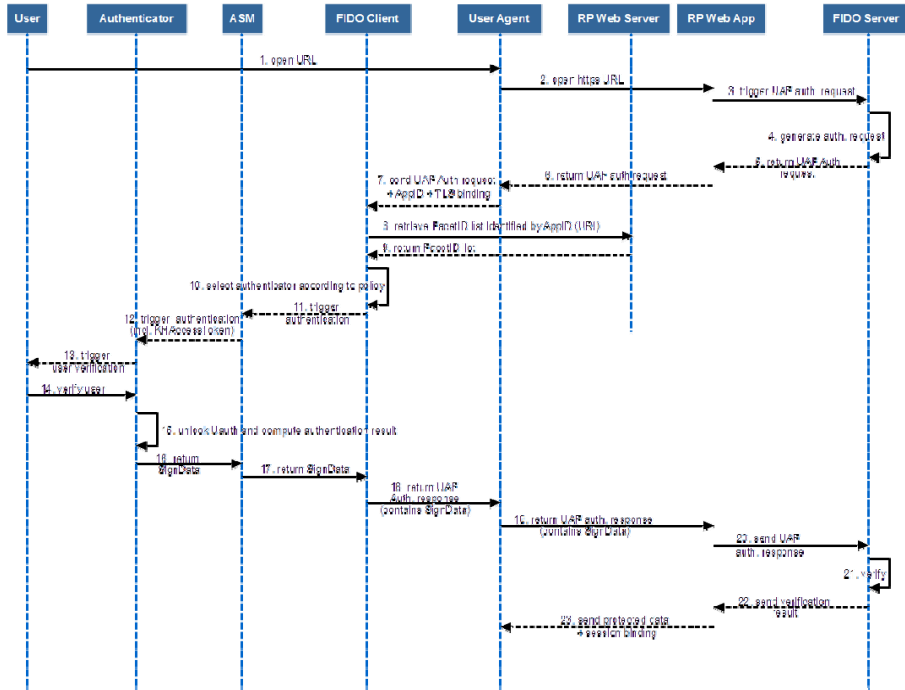 User
Authenticator
ASM
FIDO Client
User Agent
RP Web Server
RP Web App
FIDO Server
1. open URL
2. open https URL
3. trigger UAF auth. request
4. generate auth. request
5. return UAF Auth
request
6. return UAF auth request
7. send UAF Auth request
+ AppID + TLS binding
8. retrieve FacetID list identified by AppID (URL)
9. return FacetID list
10. select authenticator according to policy
11. trigger
authentication
12. trigger authentication
(incl. KHAccessToken)
13. trigger
user verification
14. verify user
15. unlock Uauth and compute authentication result
16. return
SignData
17. return SignData
18. return UAF
Auth. response
(contains SignData)
19. return UAF auth. response
(contains SignData)
20. send UAF
auth. response
21. verify
22. send verification
result
23. send protected data
+ session binding